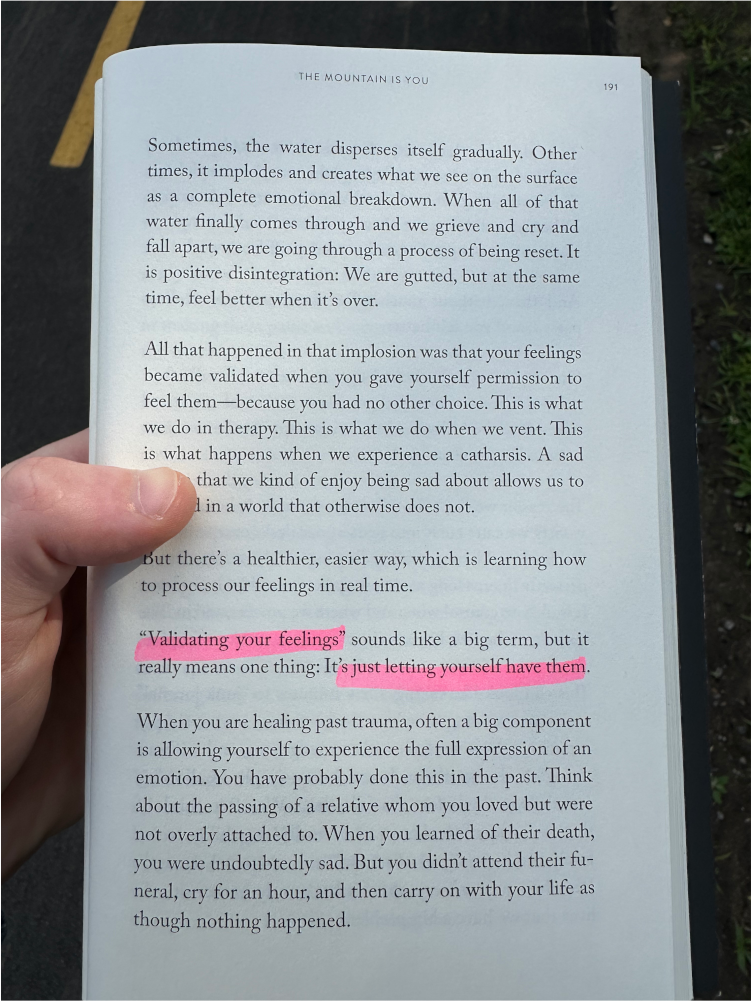 THE MOUNTAIN IS YOU
191
Sometimes, the water disperses itself gradually. Other
times, it implodes and creates what we see on the surface
as a complete emotional breakdown. When all of that
water finally comes through and we grieve and cry and
fall apart, we are going through a process of being reset. It
is positive disintegration: We are gutted, but at the same
time, feel better when it’s over.
All that happened in that implosion was that your feelings
became validated when you gave yourself permission to
feel them—because you had no other choice. This is what
we do in therapy. This is what we do when we vent. This
is what happens when we experience a catharsis. A sad
that we kind of enjoy being sad about allows us to
in a world that otherwise does not.
But there’s a healthier, easier way, which is learning how
to process our feelings in real time.
“Validating your feelings” sounds like a big term, but it
really means one thing: It’s just letting yourself have them.
When you are healing past trauma, often a big component
is allowing yourself to experience the full expression of an
emotion. You have probably done this in the past. Think
about the passing of a relative whom you loved but were
not overly attached to. When you learned of their death,
you were undoubtedly sad. But you didn’t attend their fu-
neral, cry for an hour, and then carry on with your life as
though nothing happened.